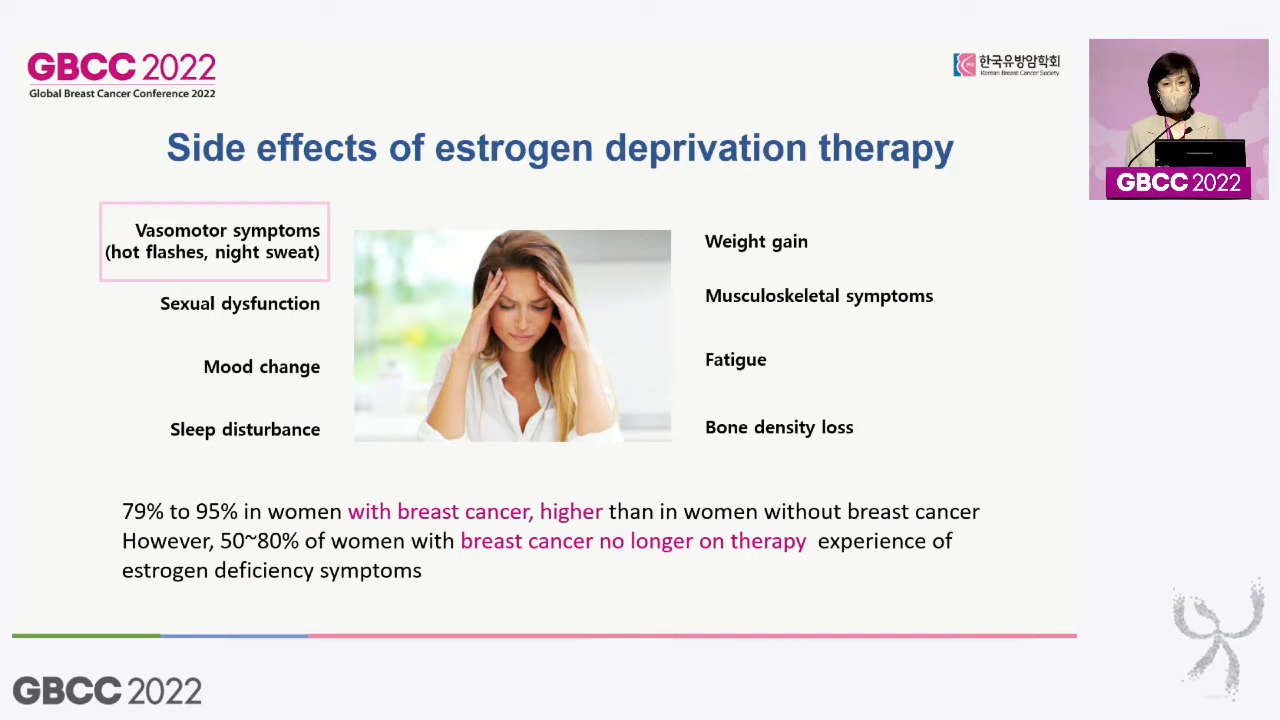 GBCC 2022
Global Breast Cancer Conference 2022
한국유방암학회
Korean Breast Cancer Society
Side effects of estrogen deprivation therapy
Vasomotor symptoms
(hot flashes, night sweat)
Sexual dysfunction
Mood change
Sleep disturbance
Weight gain
Musculoskeletal symptoms
Fatigue
Bone density loss
79% to 95% in women with breast cancer, higher than in women without breast cancer
However, 50~80% of women with breast cancer no longer on therapy experience of
estrogen deficiency symptoms
GBCC 2022
GBCC 2022